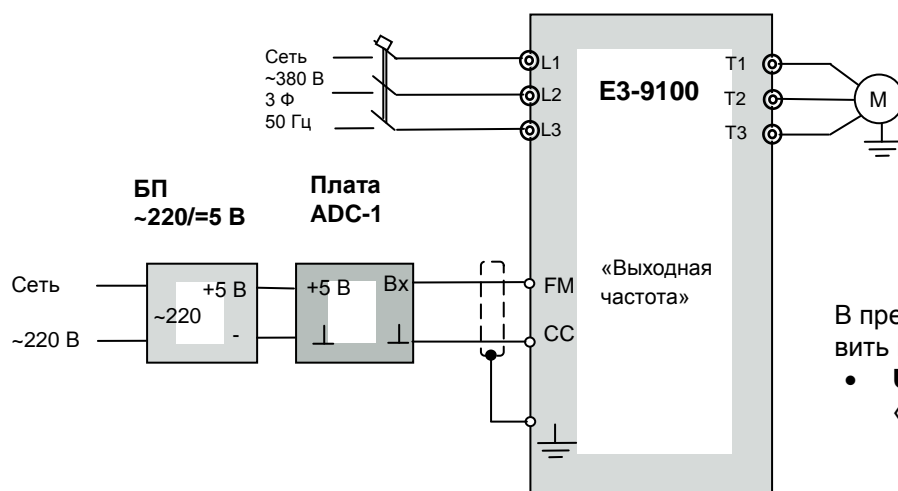 Сеть
~380 В
3 Ф
50 Гц
L1
L2
L3
E3-9100
T1
T2
T3
M
БП
~220/=5 В
Плата
ADC-1
Сеть
~220 В
+5 В
~220
-
+5 В
Вх
FM
CC
«Выходная
частота»
В пре
вить
•
«